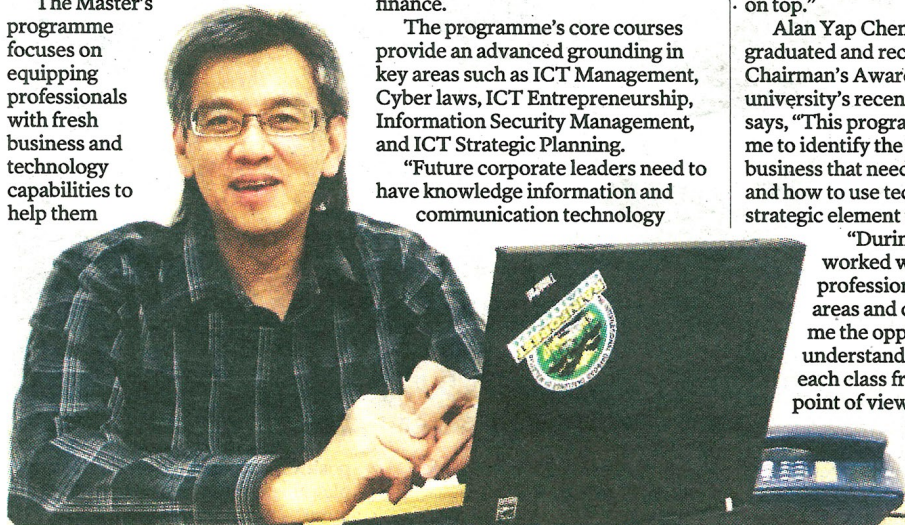 The Master's
programme
focuses on
equipping
professionals
with fresh
business and
technology
capabilities to
help them
finance.
The programme's core courses
provide an advanced grounding in
key areas such as ICT Management,
Cyber laws, ICT Entrepreneurship,
Information Security Management,
and ICT Strategic Planning.
"Future corporate leaders need to
have knowledge information and
communication technology
on top."
Alan Yap Chen
graduated and rec
Chairman's Award
university's recen
says, "This progra
me to identify the
business that need
and how to use tec
strategic element
"Durin
worked w
profession
areas and
me the opp
understand
each class fr
point of view